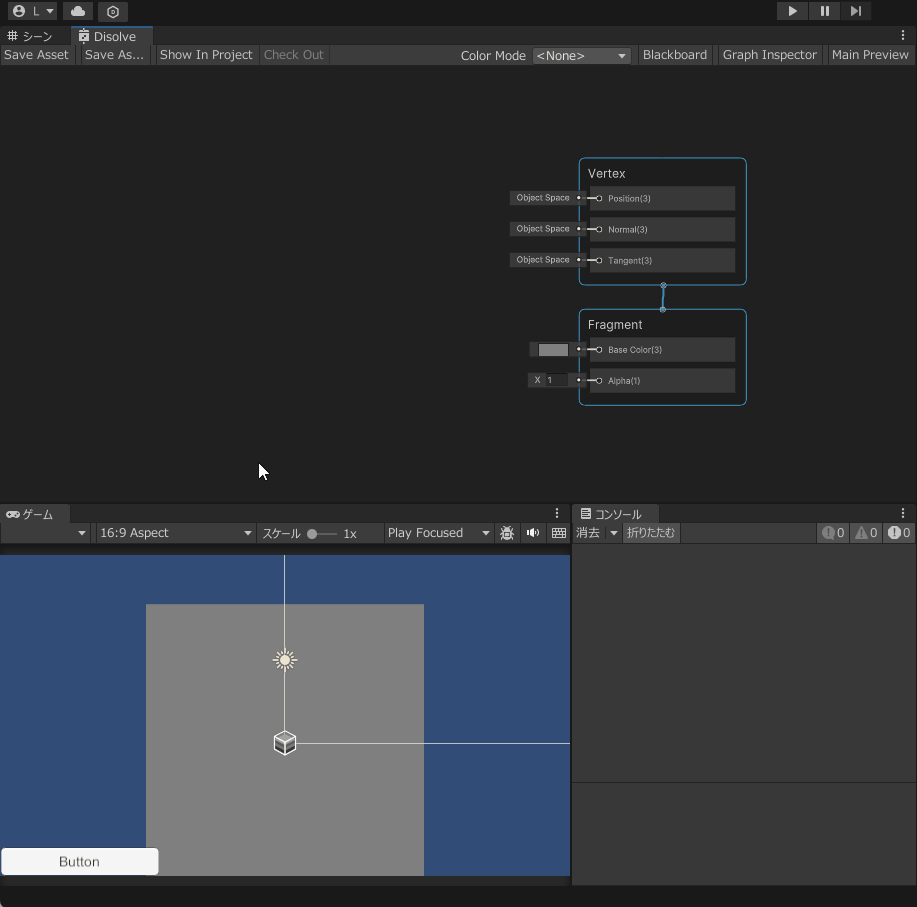 L
シーン Disolve
Save Asset Save As... Show In Project Check Out Color Mode <None> Blackboard Graph Inspector Main Preview
Vertex
Object Space Position(3)
Object Space Normal(3)
Object Space Tangent(3)
Fragment
Base Color(3)
X 1 Alpha(1)
ゲーム
16:9 Aspect スケール 1x Play Focused
コンソール
消去 折りたたむ 0 0 0
Button